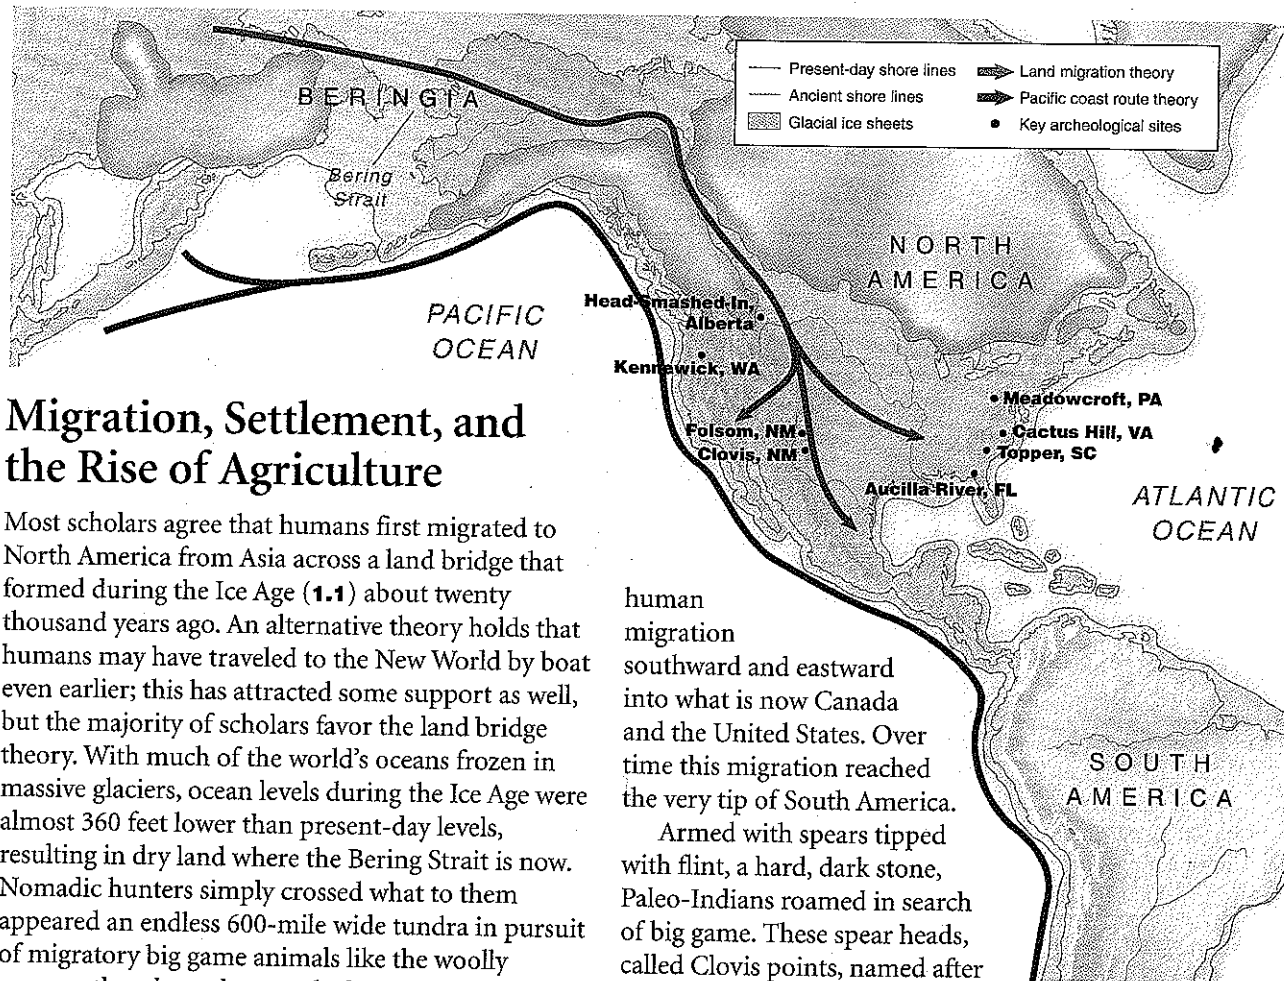 BERINGIA
Bering
Strait
Present-day shore lines
Ancient shore lines
Glacial ice sheets
Land migration theory
Pacific coast route theory
Key archeological sites
NORTH
AMERICA
PACIFIC
OCEAN
Head-Smashed-In,
Alberta
Kennewick, WA
Folsom, NM
Clovis, NM
Meadowcroft, PA
Cactus Hill, VA
Topper, SC
Aucilla River, FL
ATLANTIC
OCEAN
SOUTH
AMERICA
Migration, Settlement, and
the Rise of Agriculture
Most scholars agree that humans first migrated to
North America from Asia across a land bridge that
formed during the Ice Age (1.1) about twenty
thousand years ago. An alternative theory holds that
humans may have traveled to the New World by boat
even earlier; this has attracted some support as well,
but the majority of scholars favor the land bridge
theory. With much of the world's oceans frozen in
massive glaciers, ocean levels during the Ice Age were
almost 360 feet lower than present-day levels,
resulting in dry land where the Bering Strait is now.
Nomadic hunters simply crossed what to them
appeared an endless 600-mile wide tundra in pursuit
of migratory big game animals like the woolly
human
migration
southward and eastward
into what is now Canada
and the United States. Over
time this migration reached
the very tip of South America.
Armed with spears tipped
with flint, a hard, dark stone,
Paleo-Indians roamed in search
of big game. These spear heads,
called Clovis points, named after